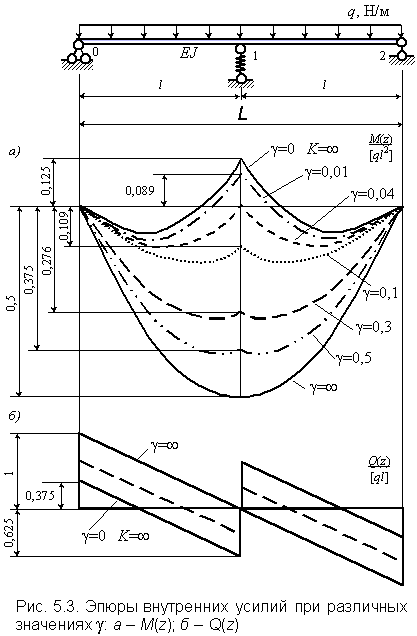 q, Н/м
0
EJ
1
2
l
l
L
а)
γ=0 K=∞
M(z)
[ql²]
γ=0,01
γ=0,04
0,125
0,089
0,109
0,276
0,375
0,5
γ=0,1
γ=0,3
γ=0,5
γ=∞
б)
γ=∞
Q(z)
[ql]
1
0,375
0,625
γ=0 K=∞
Рис. 5.3. Эпюры внутренних усилий при различных
значениях γ: а – M(z); б – Q(z)